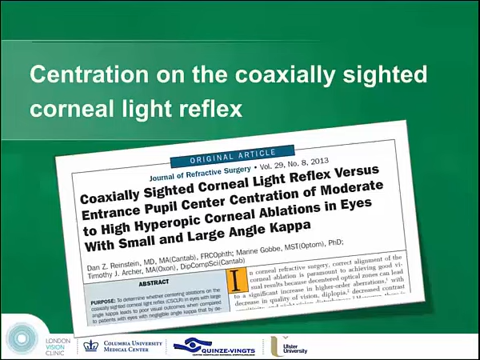 Centration on the coaxially sighted
corneal light reflex
ORIGINAL ARTICLE
Journal of Refractive Surgery • Vol. 29, No. 8, 2013
Coaxially Sighted Corneal Light Reflex Versus
Entrance Pupil Center Centration of Moderate
to High Hyperopic Corneal Ablations in Eyes
With Small and Large Angle Kappa
Dan Z. Reinstein, MD, MA(Cantab), FRCOphth; Marine Gobbe, MST(Optom), PhD;
Timothy J. Archer, MA(Oxon), DipCompSci(Cantab)
ABSTRACT
PURPOSE: To determine whether centering ablations on the
coaxially sighted corneal light reflex (CSCLR) in eyes with large
angle kappa leads to poor visual outcomes when compared
to patients with eyes with negligible angle kappa that by de-
In corneal refractive surgery, correct alignment of the
ablation is paramount to achieving good vi-
sual results because decentered optical zones can lead
to a significant increase in higher-order aberrations, with
decrease in quality of vision, diplopia, decreased contrast
LONDON
VISION
CLINIC
COLUMBIA UNIVERSITY
MEDICAL CENTER
QUINZE-VINGTS
Ulster
University